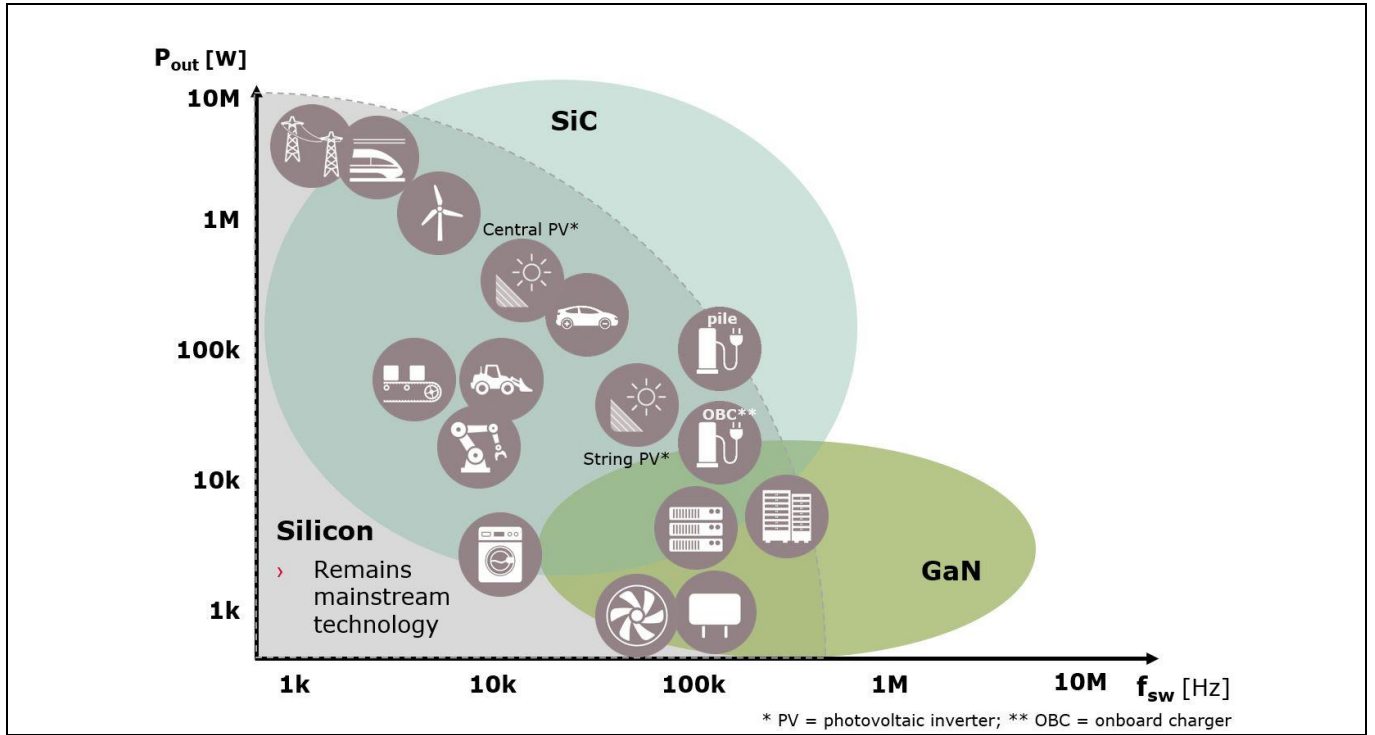 Pout [W]
10M
SiC
1M
Central PV*
pile
100k
OBC**
String PV*
10k
Silicon
› Remains
mainstream
technology
GaN
1k
1k 10k 100k 1M 10M fsw [Hz]
* PV = photovoltaic inverter; ** OBC = onboard charger